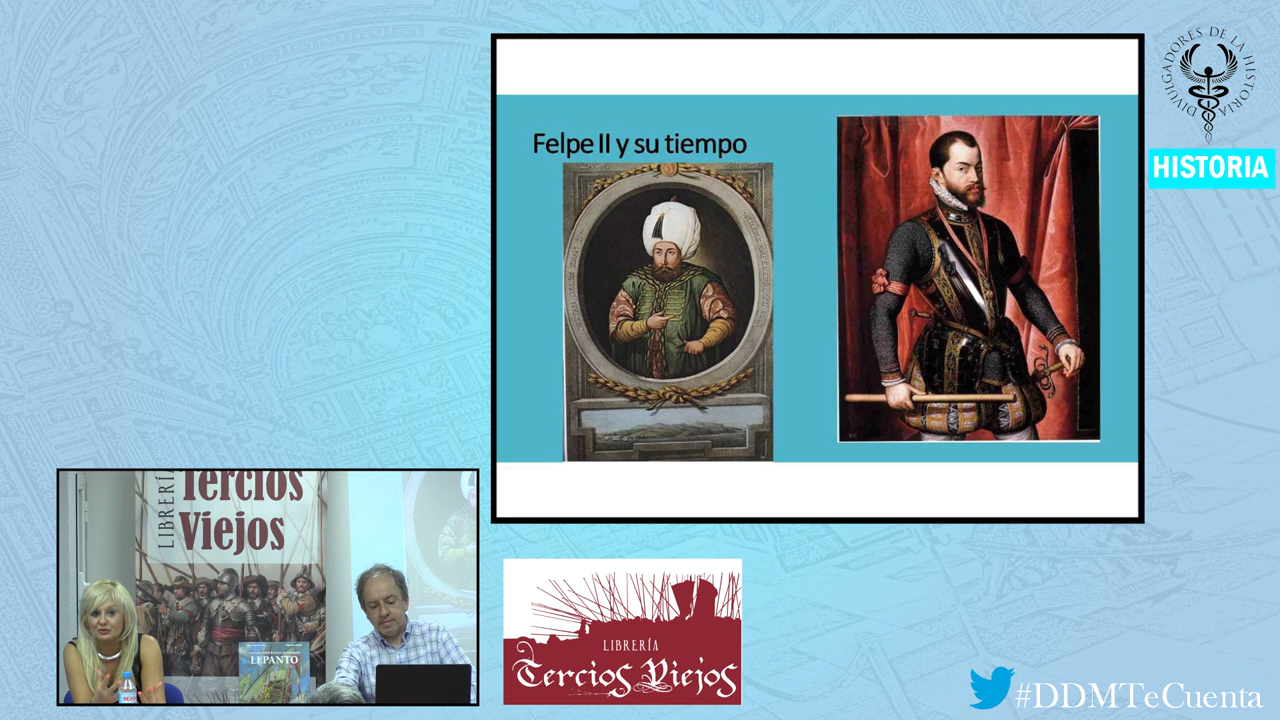 Felpe II y su tiempo
DIVULGADORES DE LA HISTORIA
HISTORIA
LIBRERÍA
Tercios
Viejos
LEPANTO
LIBRERÍA
Tercios Viejos
#DDMTeCuenta